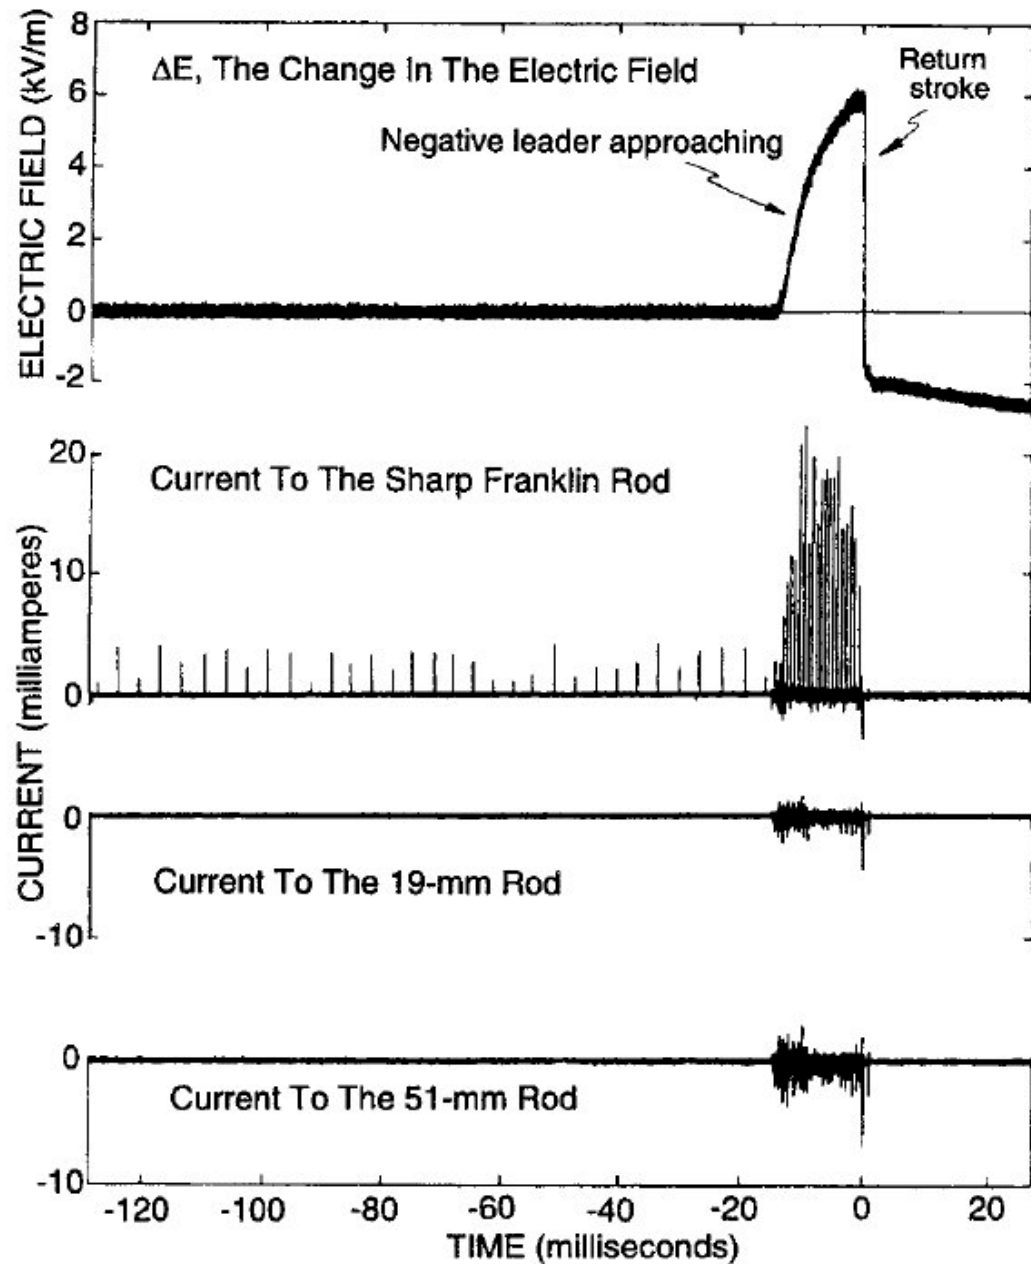 8
6
4
2
0
-2
ELECTRIC FIELD (kV/m)
ΔE, The Change In The Electric Field
Return
stroke
Negative leader approaching
20
10
0
Current To The Sharp Franklin Rod
CURRENT (milliamperes)
0
-10
Current To The 19-mm Rod
0
-10
Current To The 51-mm Rod
-120 -100 -80 -60 -40 -20 0 20
TIME (milliseconds)